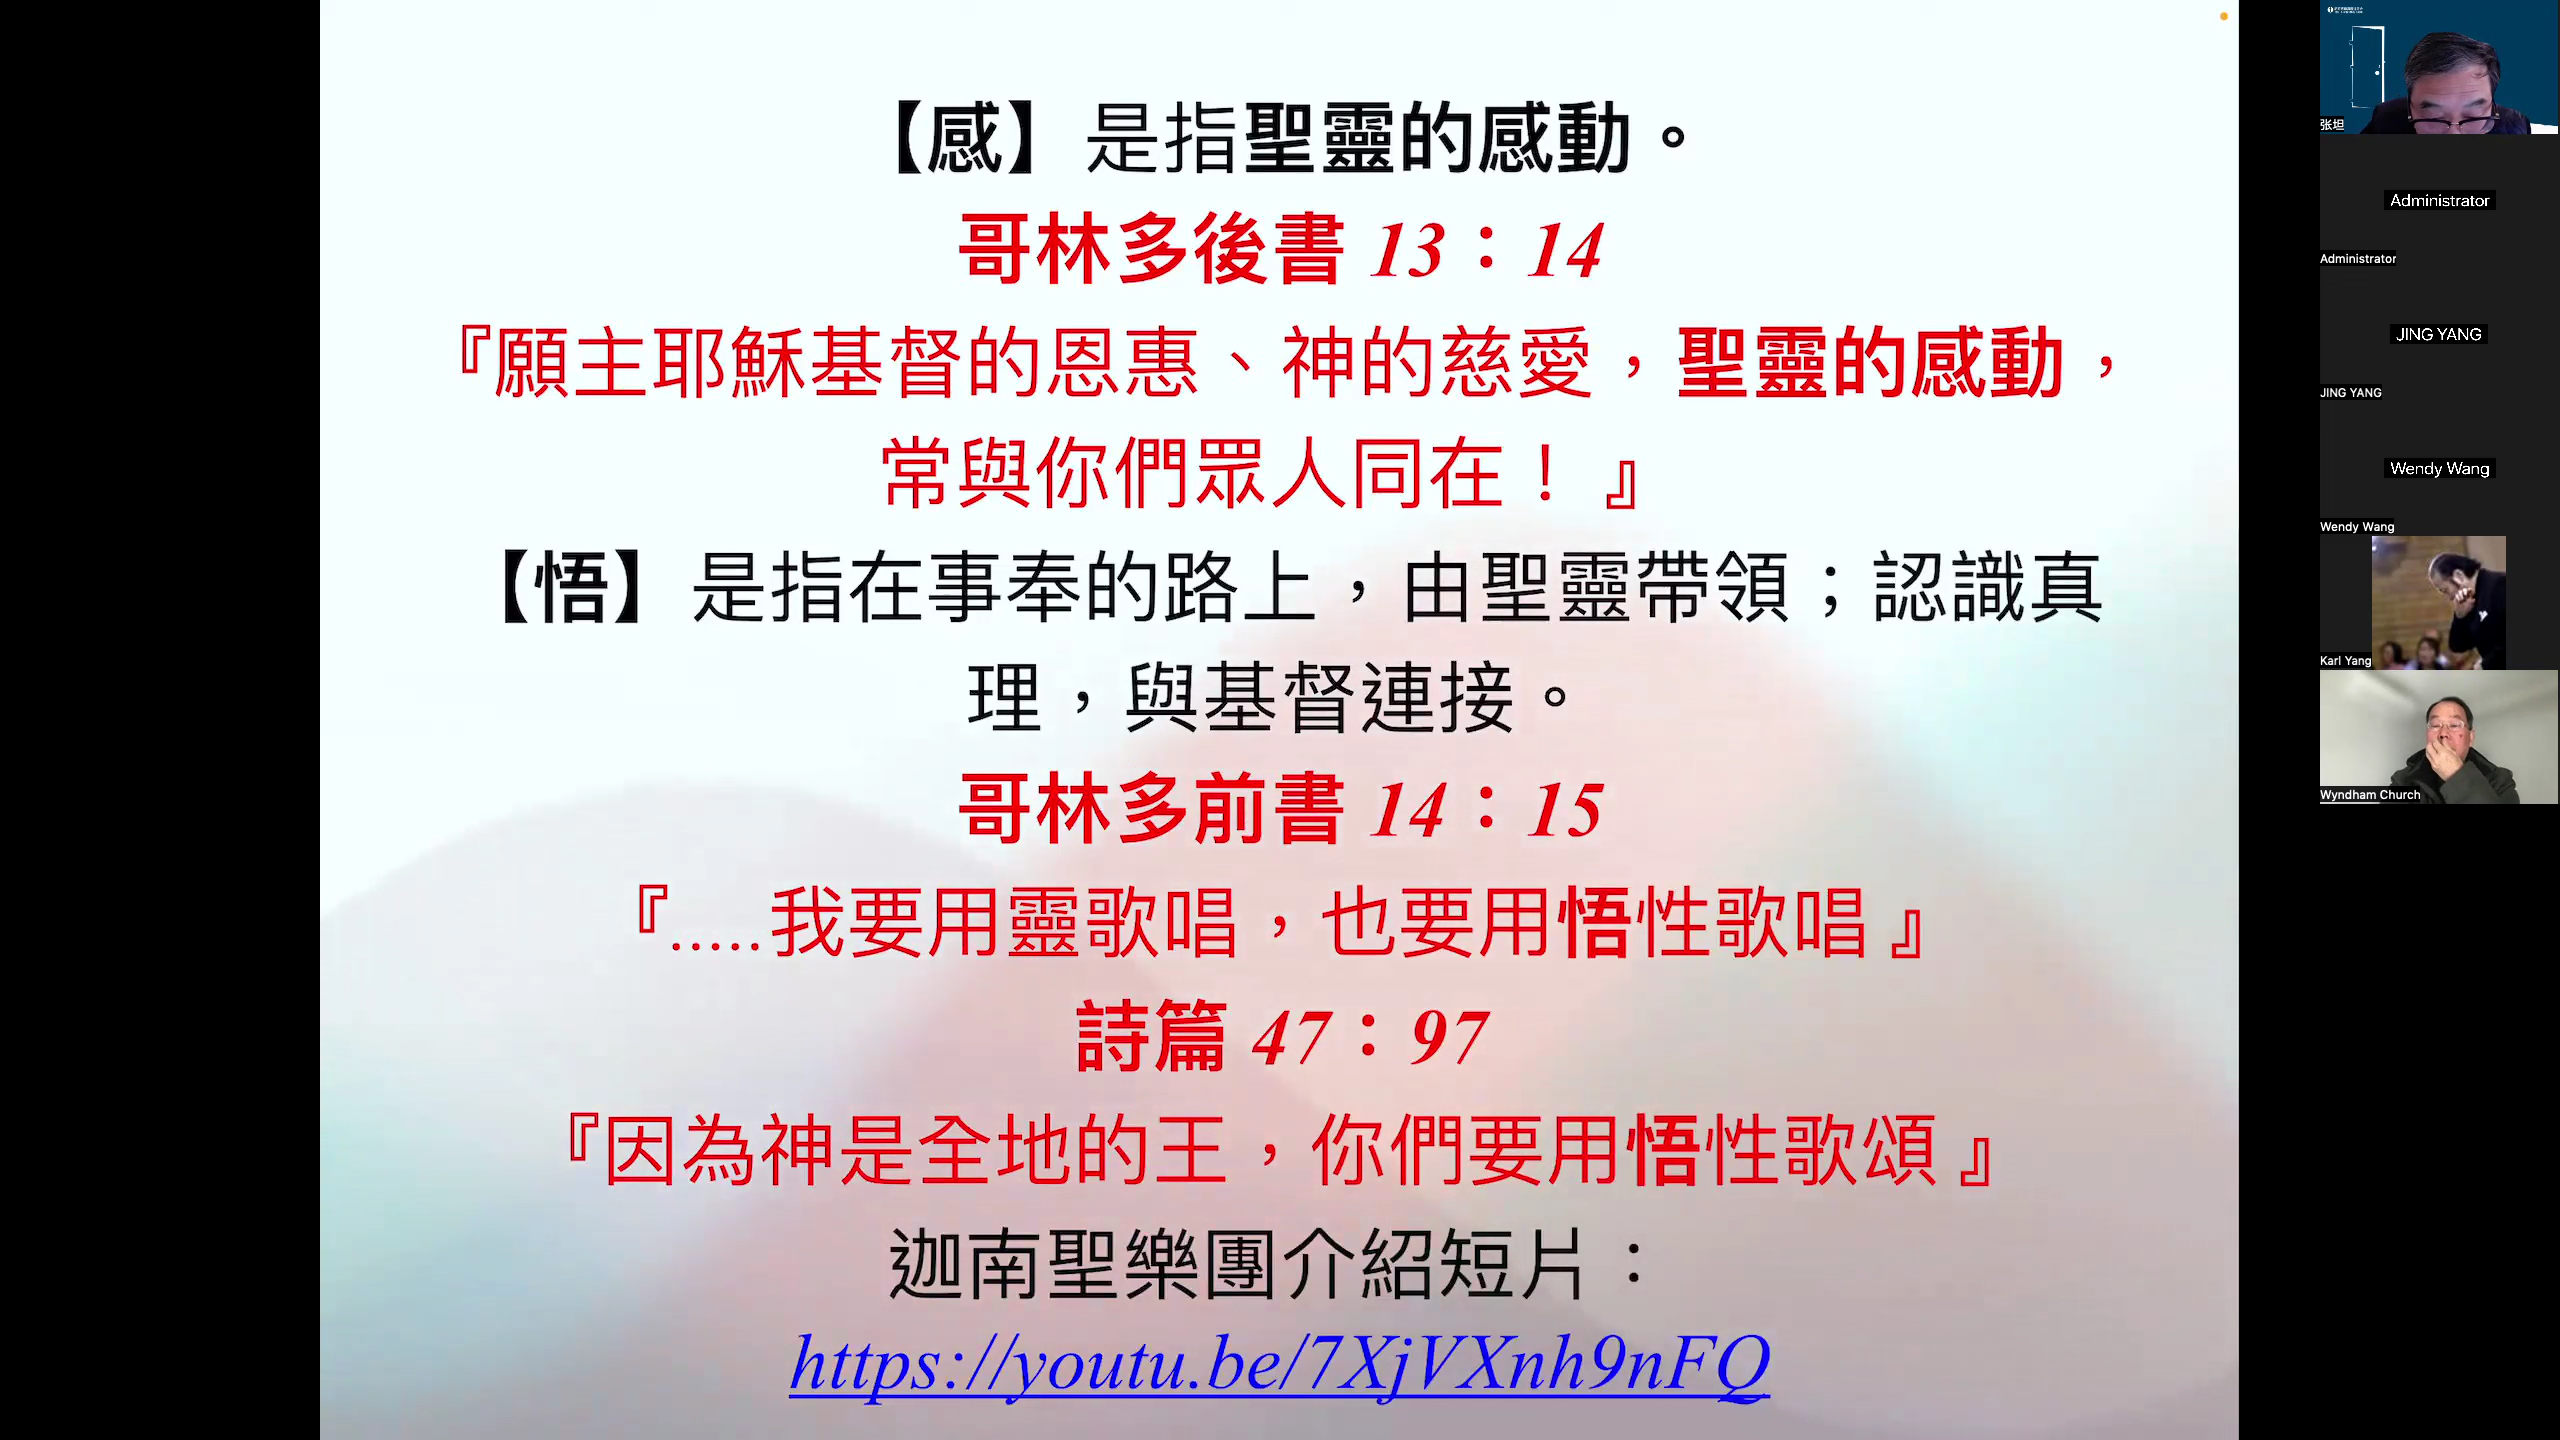 【感】是指聖靈的感動。
哥林多後書 13：14
『願主耶穌基督的恩惠、神的慈愛，聖靈的感動，
常與你們眾人同在！ 』
【悟】是指在事奉的路上，由聖靈帶領；認識真
理，與基督連接。
哥林多前書 14：15
『.....我要用靈歌唱，也要用悟性歌唱 』
詩篇 47：97
『因為神是全地的王，你們要用悟性歌頌 』
迦南聖樂團介紹短片：
https://youtu.be/7XjVXnh9nFQ
张坦
Administrator
Administrator
JING YANG
JING YANG
Wendy Wang
Wendy Wang
Karl Yang
Wyndham Church